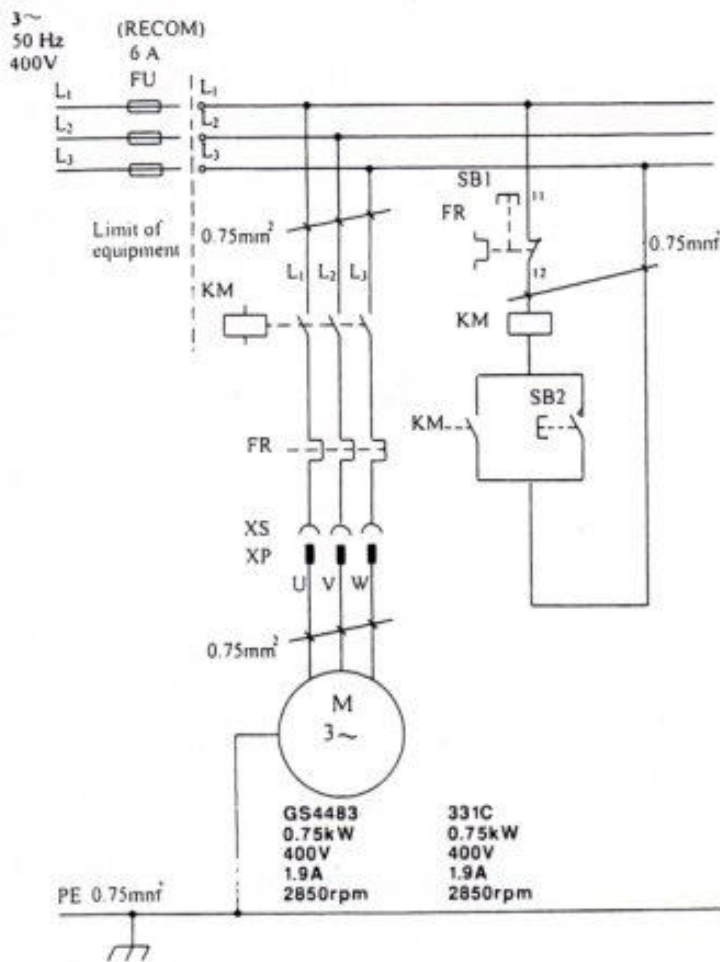 3~
50 Hz
400V
(RECOM)
6 A
FU
L₁
L₂
L₃
L₁
L₂
L₃
Limit of
equipment
0.75mm²
L₁ L₂ L₃
KM
FR
XS
XP
U V W
0.75mm²
M
3~
SB1
11
FR
12
0.75mm²
KM
SB2
KM
GS4483
0.75kW
400V
1.9A
2850rpm
331C
0.75kW
400V
1.9A
2850rpm
PE 0.75mm²